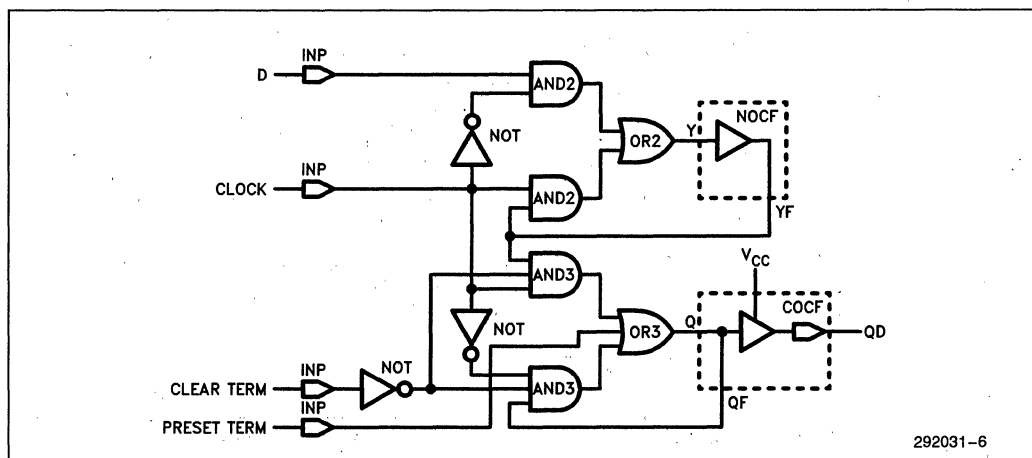 INP
D
AND2
NOT
OR2
Y
NOCF
INP
CLOCK
AND2
YF
AND3
VCC
COCF
NOT
OR3
Q
QD
NOT
INP
AND3
CLEAR TERM
INP
QF
PRESET TERM
292031-6